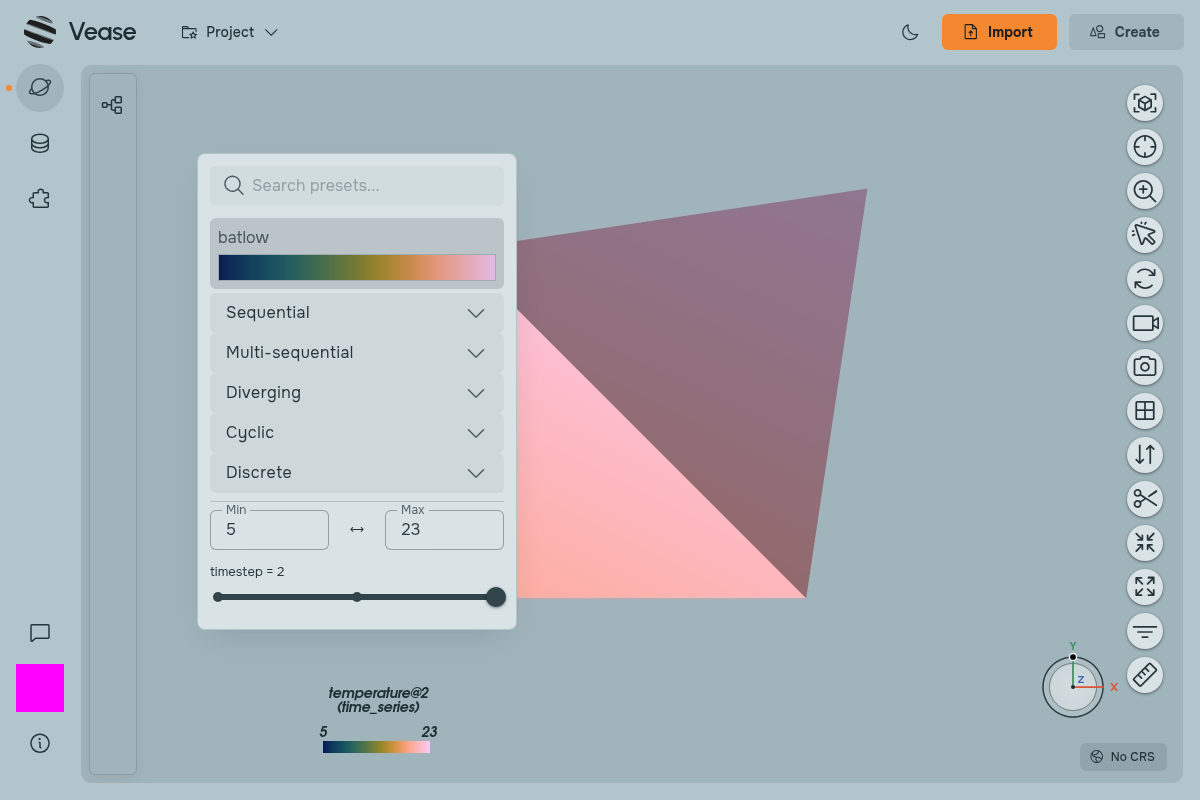 Vease
Project
Import
Create
Search presets...
batlow
Sequential
Multi-sequential
Diverging
Cyclic
Discrete
Min
Max
5
23
timestep = 2
temperature@2
(time_series)
5
23
Y
Z
X
No CRS